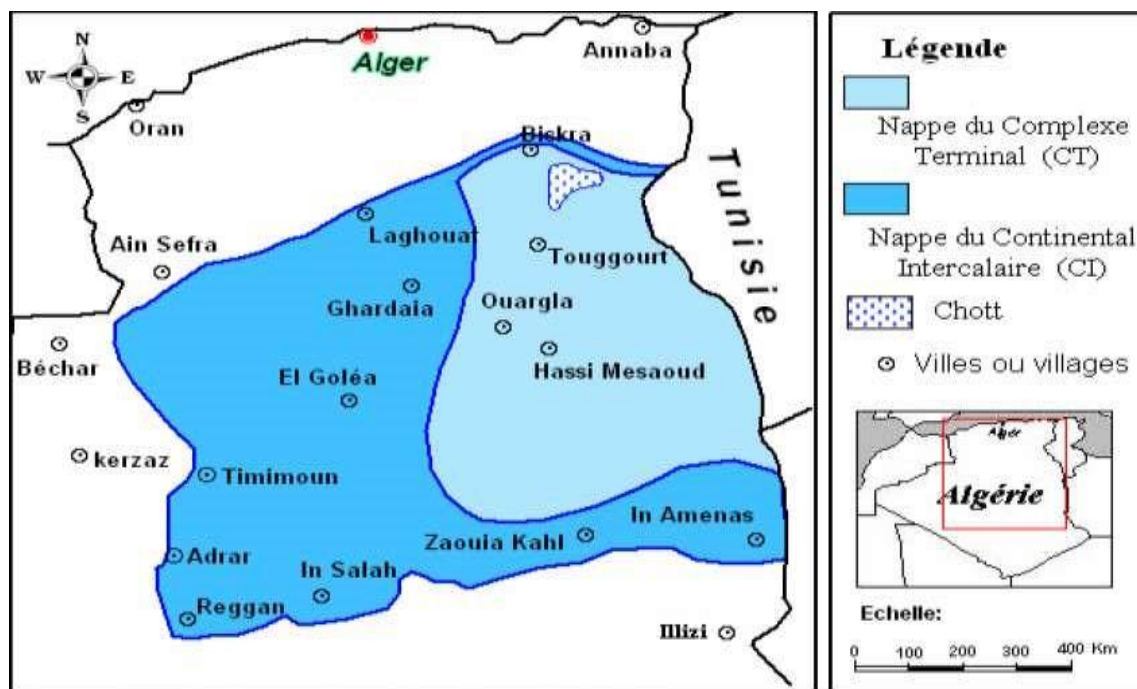 N
W E
S
Alger
Annaba
Oran
Biskra
Tunisie
Laghouat
Ain Sefra
Touggourt
Ghardaia
Ouargla
Béchar
Hassi Mesaoud
El Goléa
kerzaz
Timimoun
In Amenas
Zaouia Kahl
Adrar
In Salah
Reggan
Illizi
Légende
Nappe du Complexe
Terminal (CT)
Nappe du Continental
Intercalaire (CI)
Chott
Villes ou villages
Alger
Algérie
Echelle:
0 100 200 300 400 Km